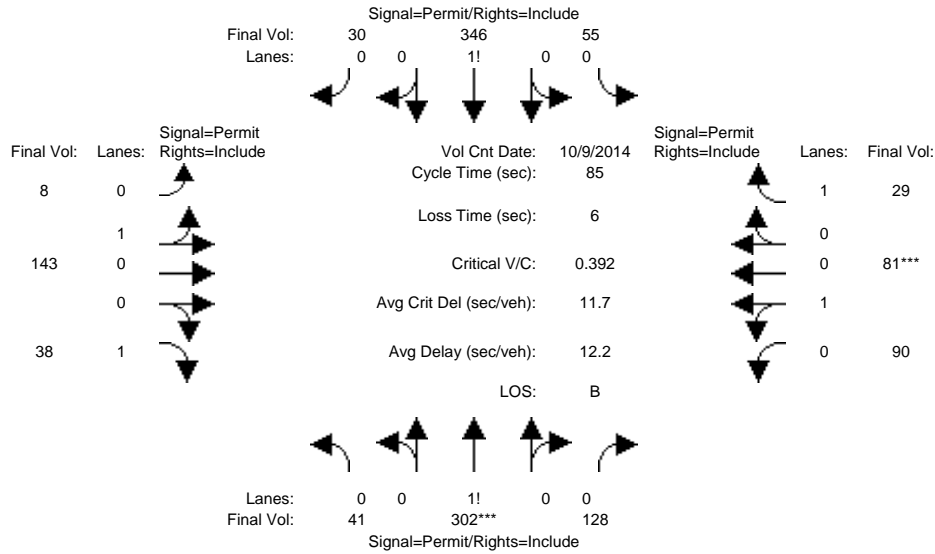 Signal=Permit/Rights=Include
Final Vol: 30 346 55
Lanes: 0 0 1! 0 0
Signal=Permit
Final Vol: Lanes: Rights=Include
Vol Cnt Date: 10/9/2014
Signal=Permit
Rights=Include Lanes: Final Vol:
Cycle Time (sec): 85
8 0
1 29
Loss Time (sec): 6
1
0
143 0
Critical V/C: 0.392
0 81***
0
Avg Crit Del (sec/veh): 11.7
1
38 1
Avg Delay (sec/veh): 12.2
0 90
LOS: B
Lanes: 0 0 1! 0 0
Final Vol: 41 302*** 128
Signal=Permit/Rights=Include